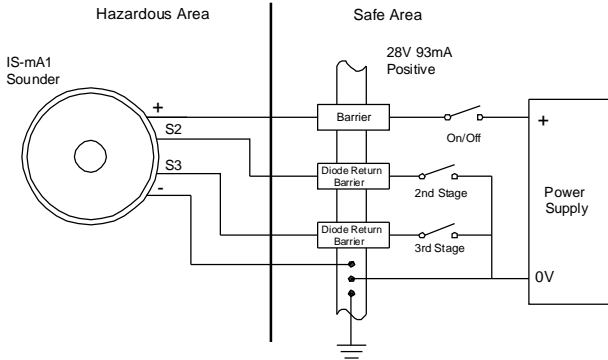 Hazardous Area
Safe Area
IS-mA1
Sounder
28V 93mA
Positive
+
S2
S3
-
Barrier
On/Off
+
Diode Return
Barrier
2nd Stage
Power
Supply
Diode Return
Barrier
3rd Stage
0V